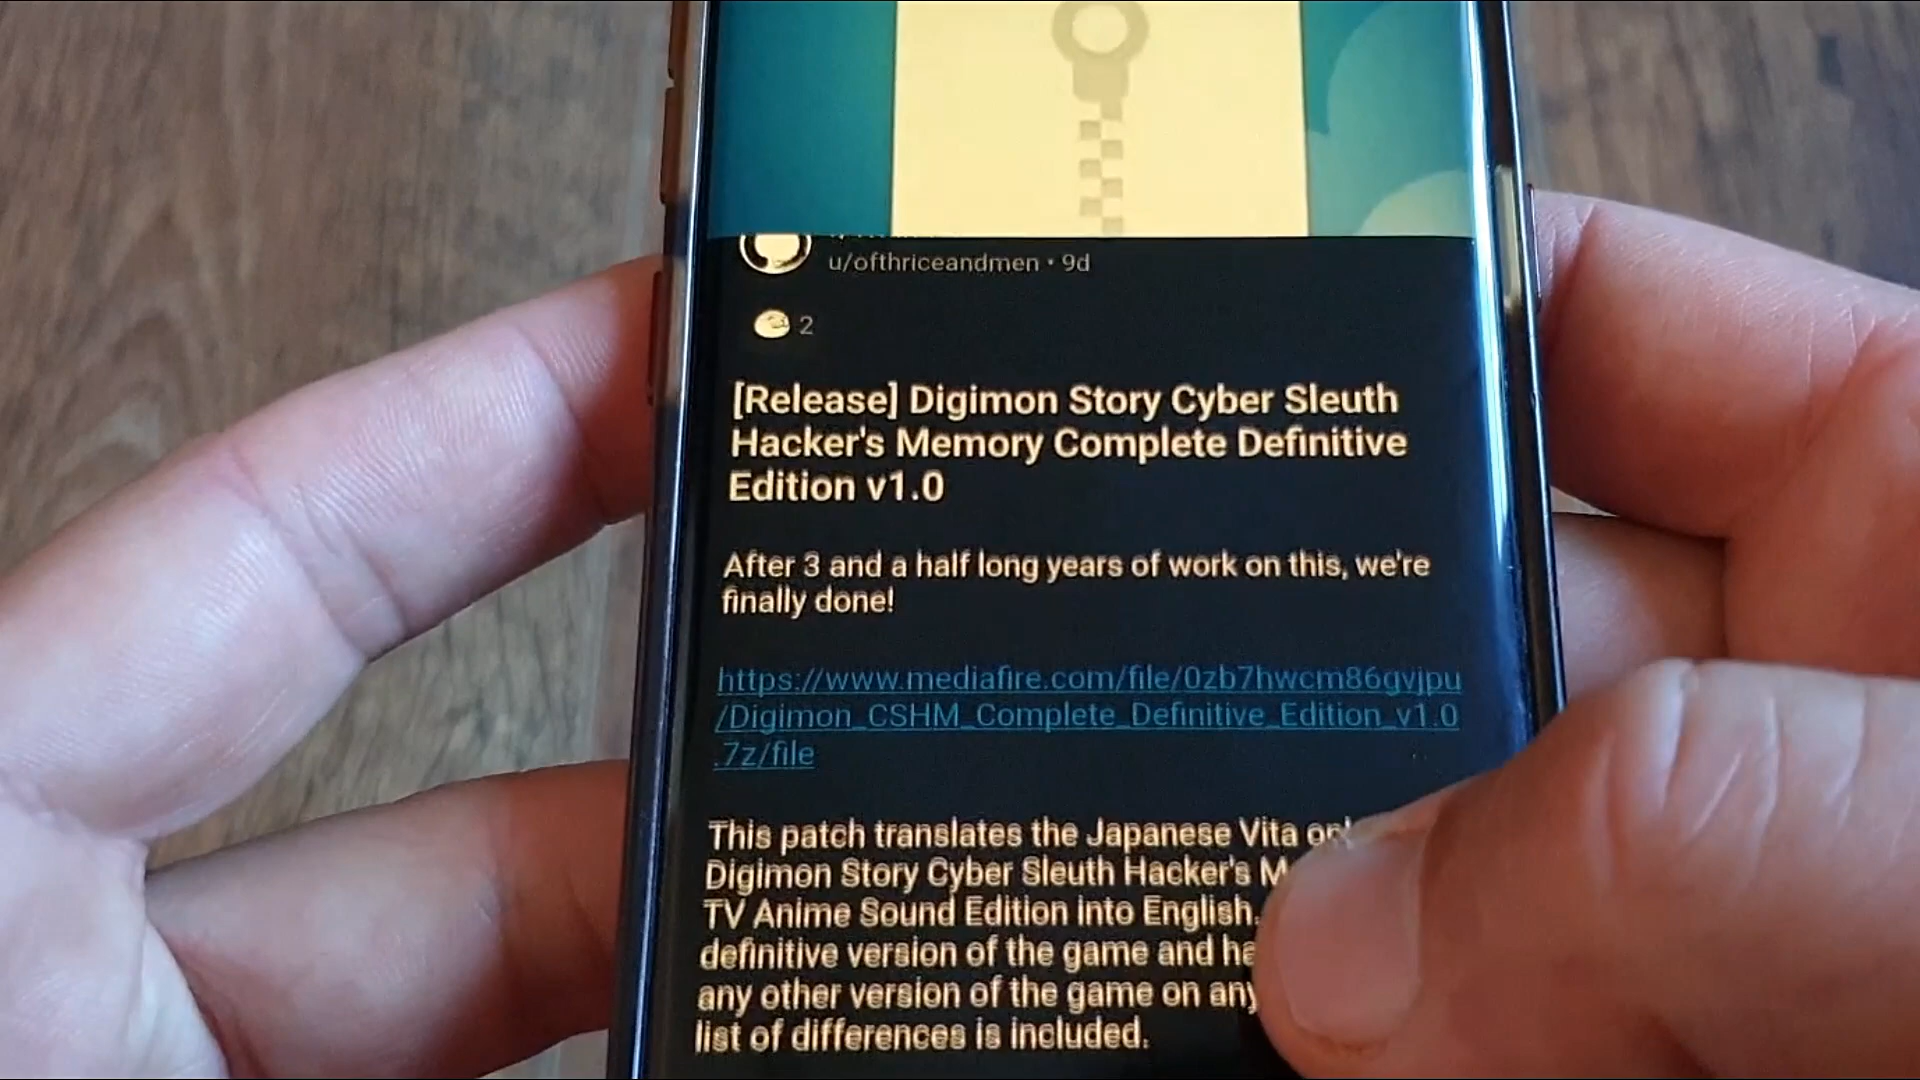 u/ofthriceandmen • 9d
2
[Release] Digimon Story Cyber Sleuth
Hacker's Memory Complete Definitive
Edition v1.0
After 3 and a half long years of work on this, we're
finally done!
https://www.mediafire.com/file/0zb7hwcm86gvjpu
/Digimon_CSHM_Complete_Definitive_Edition_v1.0
.7z/file
This patch translates the Japanese Vita
Digimon Story Cyber Sleuth Hacker's
TV Anime Sound Edition into English.
definitive version of the game and
any other version of the game on
list of differences is included.